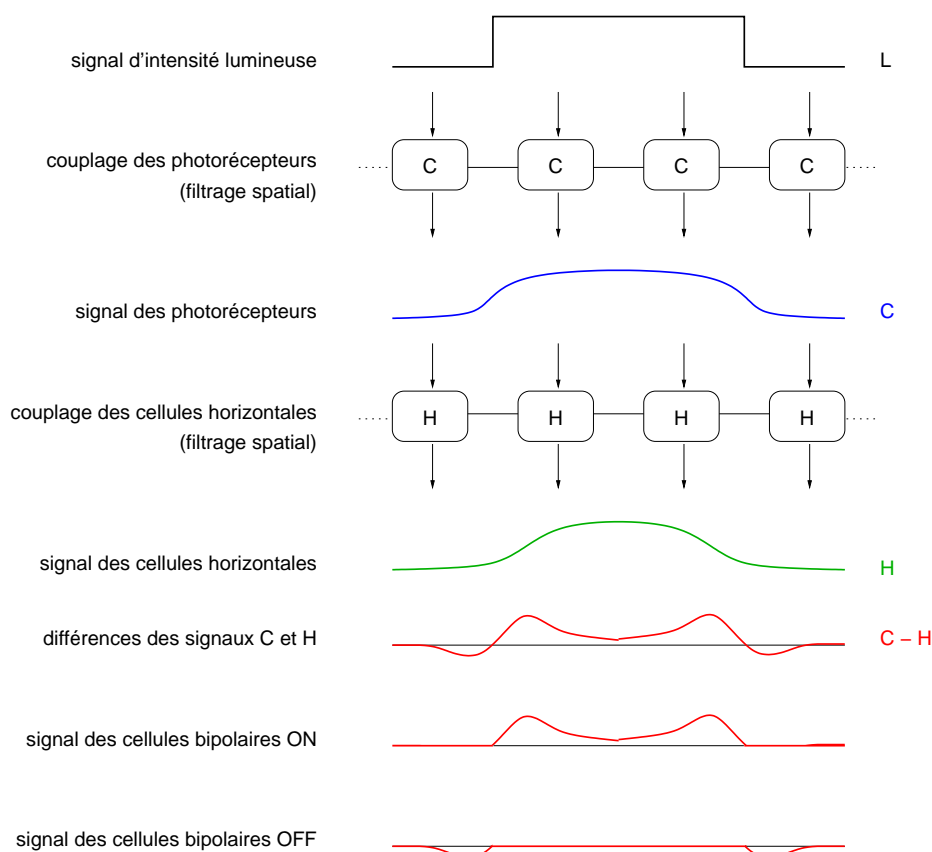 signal d'intensité lumineuse L
couplage des photorécepteurs
C C C C
(filtrage spatial)
signal des photorécepteurs C
couplage des cellules horizontales
H H H H
(filtrage spatial)
signal des cellules horizontales H
différences des signaux C et H C – H
signal des cellules bipolaires ON
signal des cellules bipolaires OFF